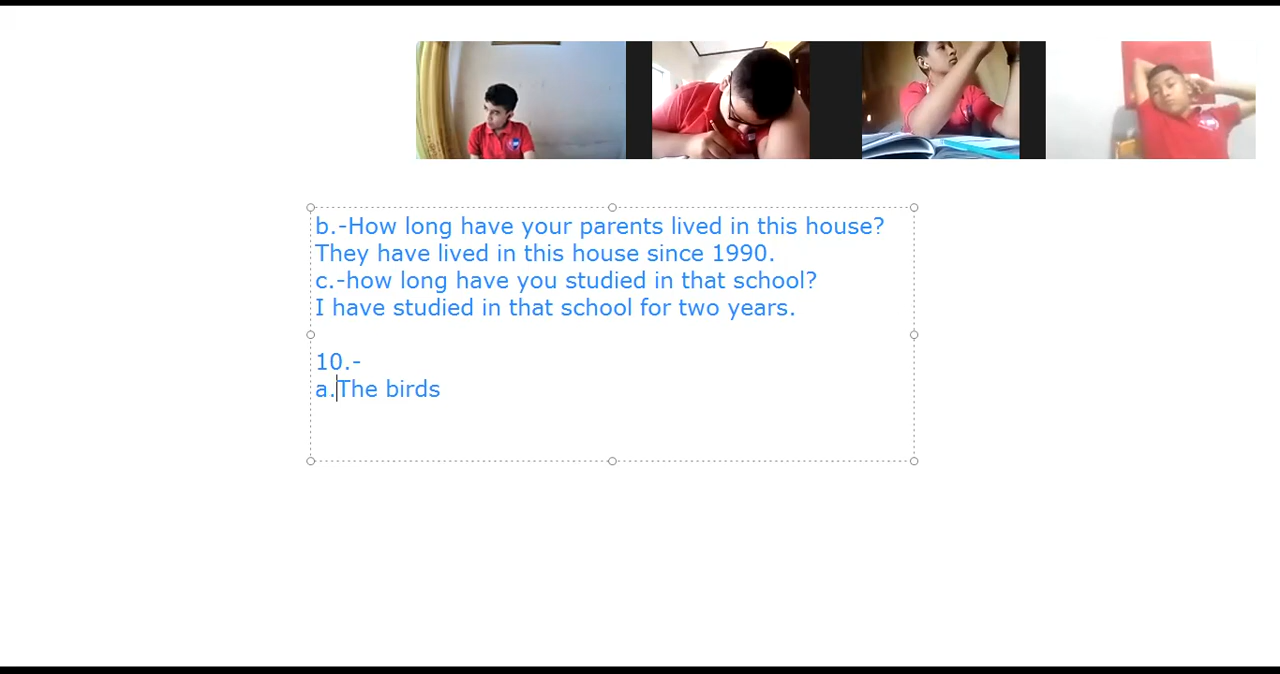 b.-How long have your parents lived in this house?
They have lived in this house since 1990.
c.-how long have you studied in that school?
I have studied in that school for two years.
10.-
a.The birds